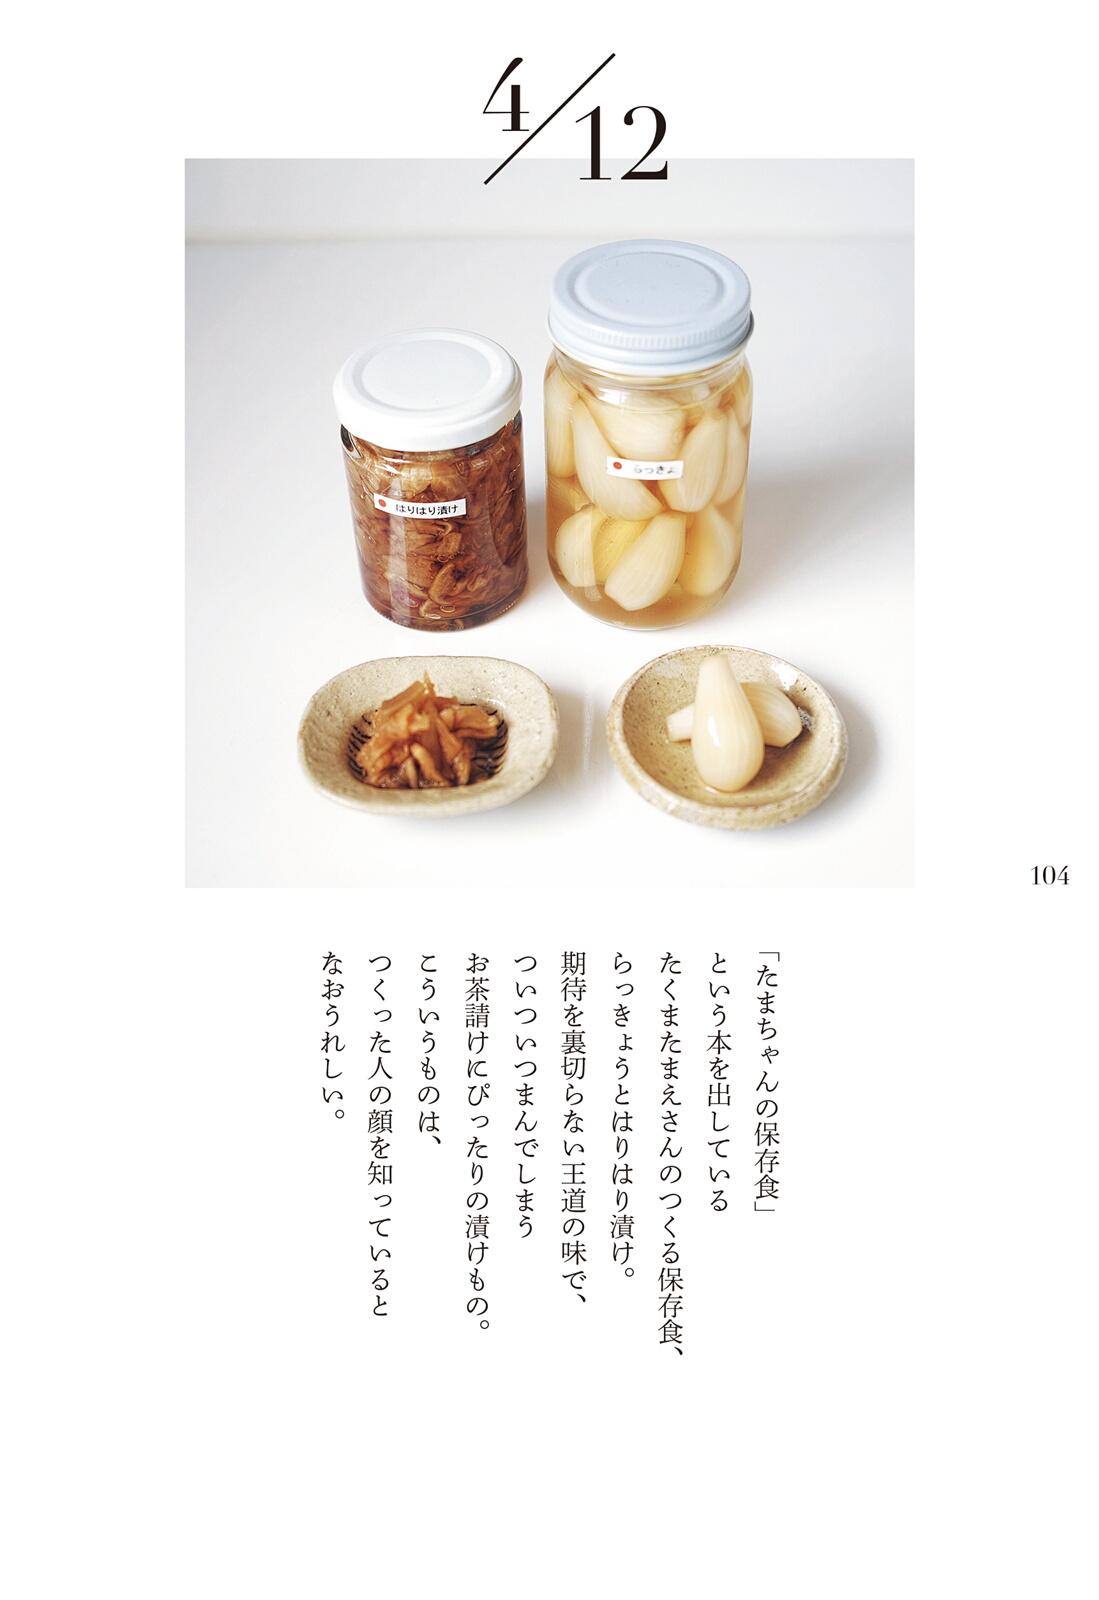 4/12
はりはり漬け
らっきょ
104
「たまちゃんの保存食」
という本を出している
たくまたまえさんのつくる保存食、
らっきょうとはりはり漬け。
期待を裏切らない王道の味で、
ついついつまんでしまう
お茶請けにぴったりの漬けもの。
こういうものは、
つくった人の顔を知っていると
なおうれしい。